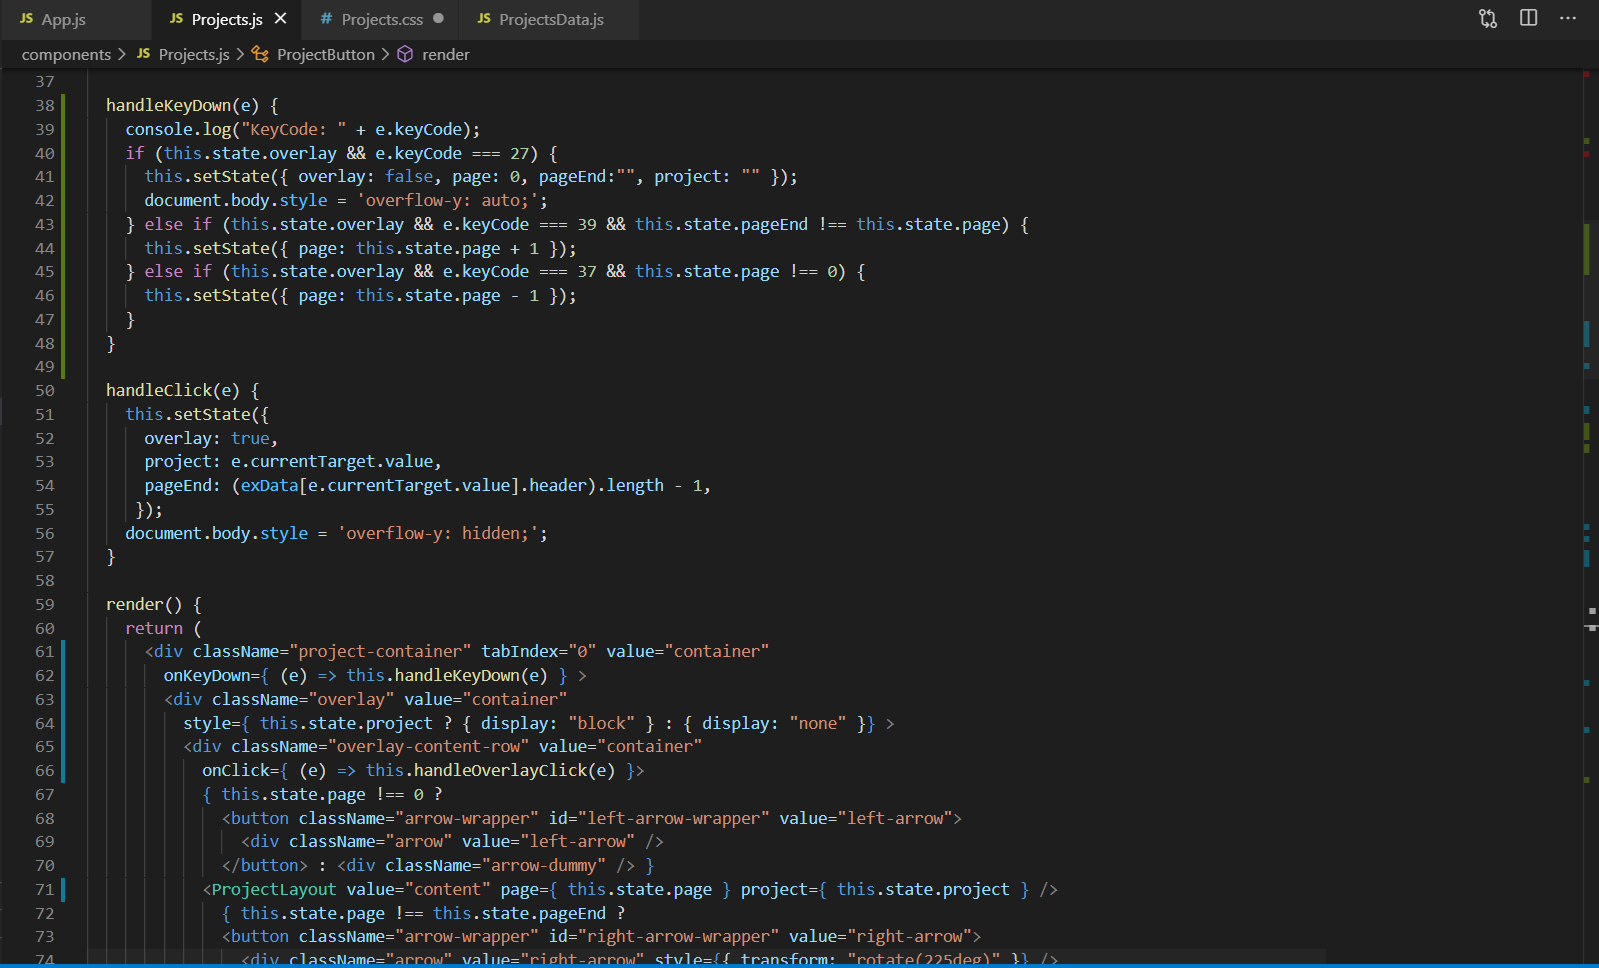 JS App.js JS Projects.js × # Projects.css ● JS ProjectsData.js ···
components > JS Projects.js > ProjectButton > render
37
38 handleKeyDown(e) {
39 console.log("KeyCode: " + e.keyCode);
40 if (this.state.overlay && e.keyCode === 27) {
41 this.setState({ overlay: false, page: 0, pageEnd:"", project: "" });
42 document.body.style = 'overflow-y: auto;';
43 } else if (this.state.overlay && e.keyCode === 39 && this.state.pageEnd !== this.state.page) {
44 this.setState({ page: this.state.page + 1 });
45 } else if (this.state.overlay && e.keyCode === 37 && this.state.page !== 0) {
46 this.setState({ page: this.state.page - 1 });
47 }
48 }
49
50 handleClick(e) {
51 this.setState({
52 overlay: true,
53 project: e.currentTarget.value,
54 pageEnd: (exData[e.currentTarget.value].header).length - 1,
55 });
56 document.body.style = 'overflow-y: hidden;';
57 }
58
59 render() {
60 return (
61 <div className="project-container" tabIndex="0" value="container"
62 onKeyDown={ (e) => this.handleKeyDown(e) } >
63 <div className="overlay" value="container"
64 style={ this.state.project ? { display: "block" } : { display: "none" }} >
65 <div className="overlay-content-row" value="container"
66 onClick={ (e) => this.handleOverlayClick(e) }>
67 { this.state.page !== 0 ?
68 <button className="arrow-wrapper" id="left-arrow-wrapper" value="left-arrow">
69 <div className="arrow" value="left-arrow" />
70 </button> : <div className="arrow-dummy" /> }
71 <ProjectLayout value="content" page={ this.state.page } project={ this.state.project } />
72 { this.state.page !== this.state.pageEnd ?
73 <button className="arrow-wrapper" id="right-arrow-wrapper" value="right-arrow">
74 <div className="arrow" value="right-arrow" style={{ transform: "rotate(225deg)" }} />